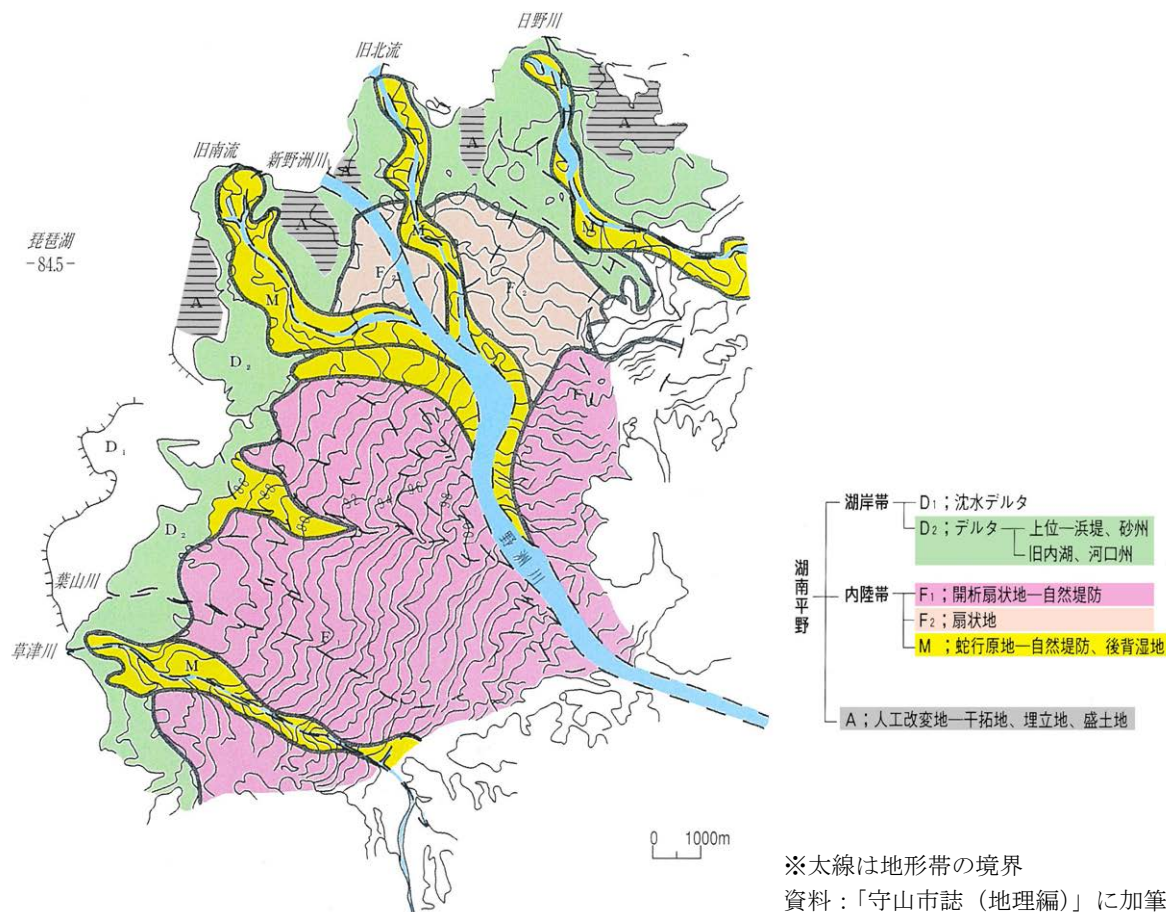 日野川
旧北流
旧南流
新野洲川
琵琶湖
-84.5-
A
A
A
A
A
M
M
M
F₂
F₂
D₂
D₁
F₁
D₂
野洲川
葉山川
F₁
草津川
M
0 1000m
湖南平野
湖岸帯
D₁；沈水デルタ
D₂；デルタ 上位―浜堤、砂州
旧内湖、河口州
内陸帯
F₁；開析扇状地―自然堤防
F₂；扇状地
M；蛇行原地―自然堤防、後背湿地
A；人工改変地―干拓地、埋立地、盛土地
※太線は地形帯の境界
資料：「守山市誌（地理編）」に加筆